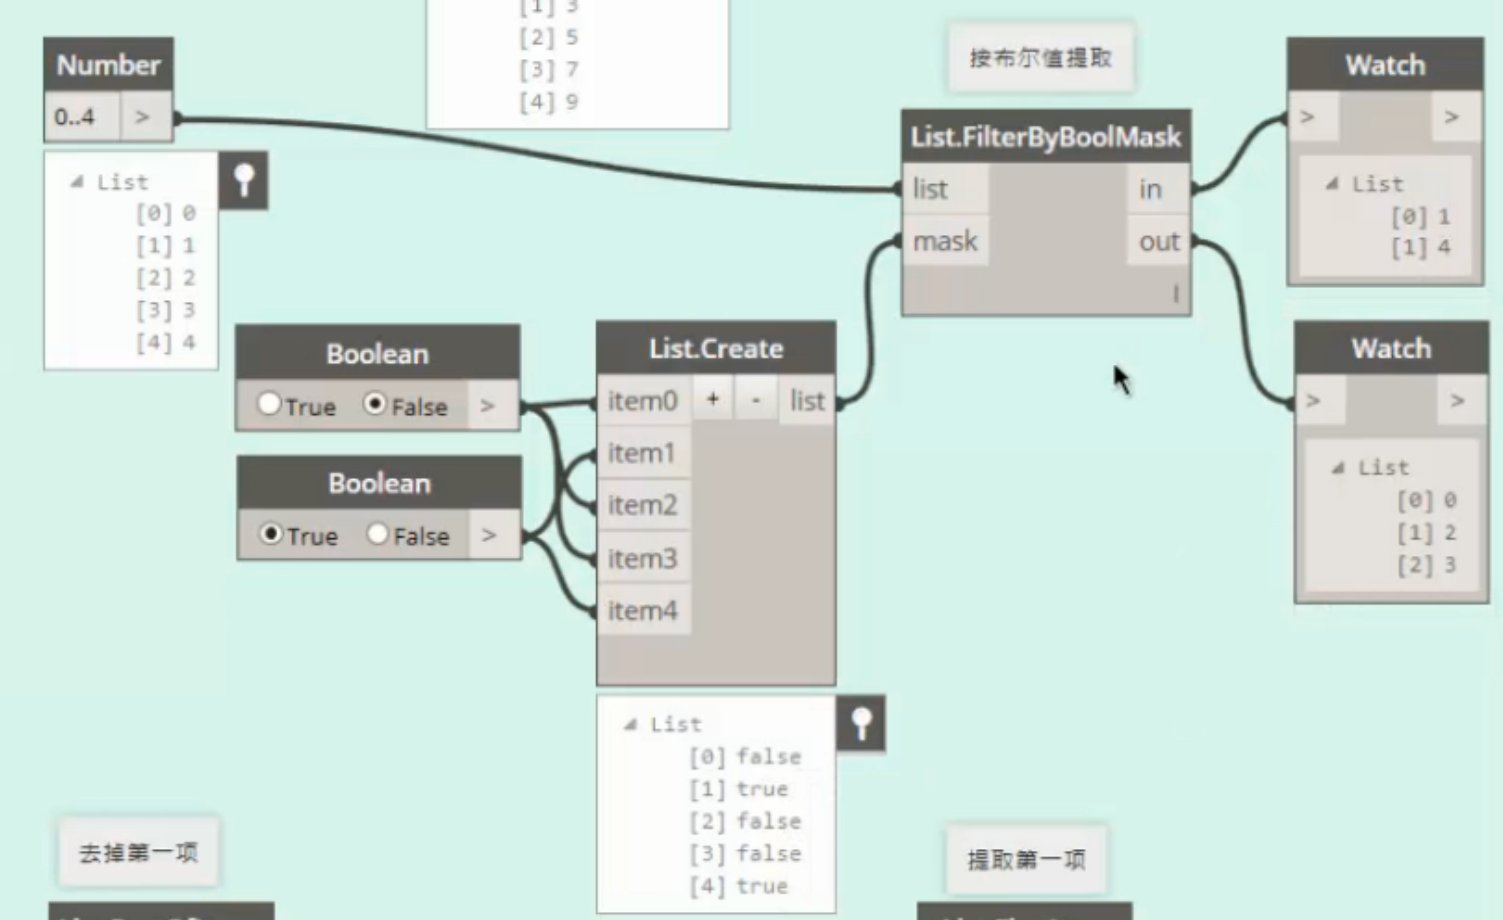 [1] 3
[2] 5
[3] 7
[4] 9
Number
0..4 >
List
[0] 0
[1] 1
[2] 2
[3] 3
[4] 4
Boolean
True False >
Boolean
True False >
List.Create
item0 + - list
item1
item2
item3
item4
List
[0] false
[1] true
[2] false
[3] false
[4] true
按布尔值提取
List.FilterByBoolMask
list in
mask out
l
Watch
> >
List
[0] 1
[1] 4
Watch
> >
List
[0] 0
[1] 2
[2] 3
去掉第一项
提取第一项